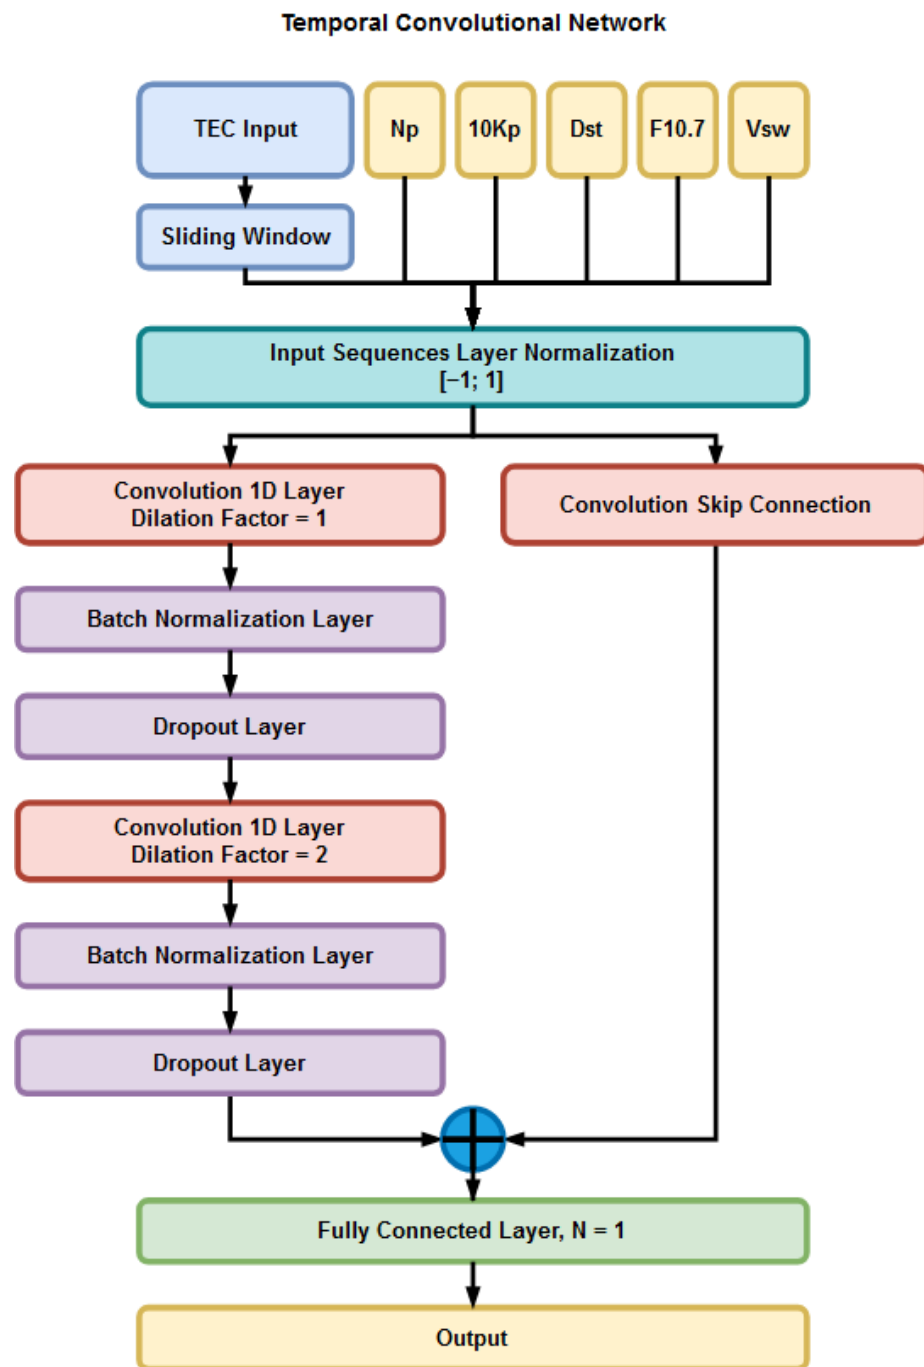 Temporal Convolutional Network
TEC Input
Np
10Kp
Dst
F10.7
Vsw
Sliding Window
Input Sequences Layer Normalization
[−1; 1]
Convolution 1D Layer
Dilation Factor = 1
Convolution Skip Connection
Batch Normalization Layer
Dropout Layer
Convolution 1D Layer
Dilation Factor = 2
Batch Normalization Layer
Dropout Layer
Fully Connected Layer, N = 1
Output